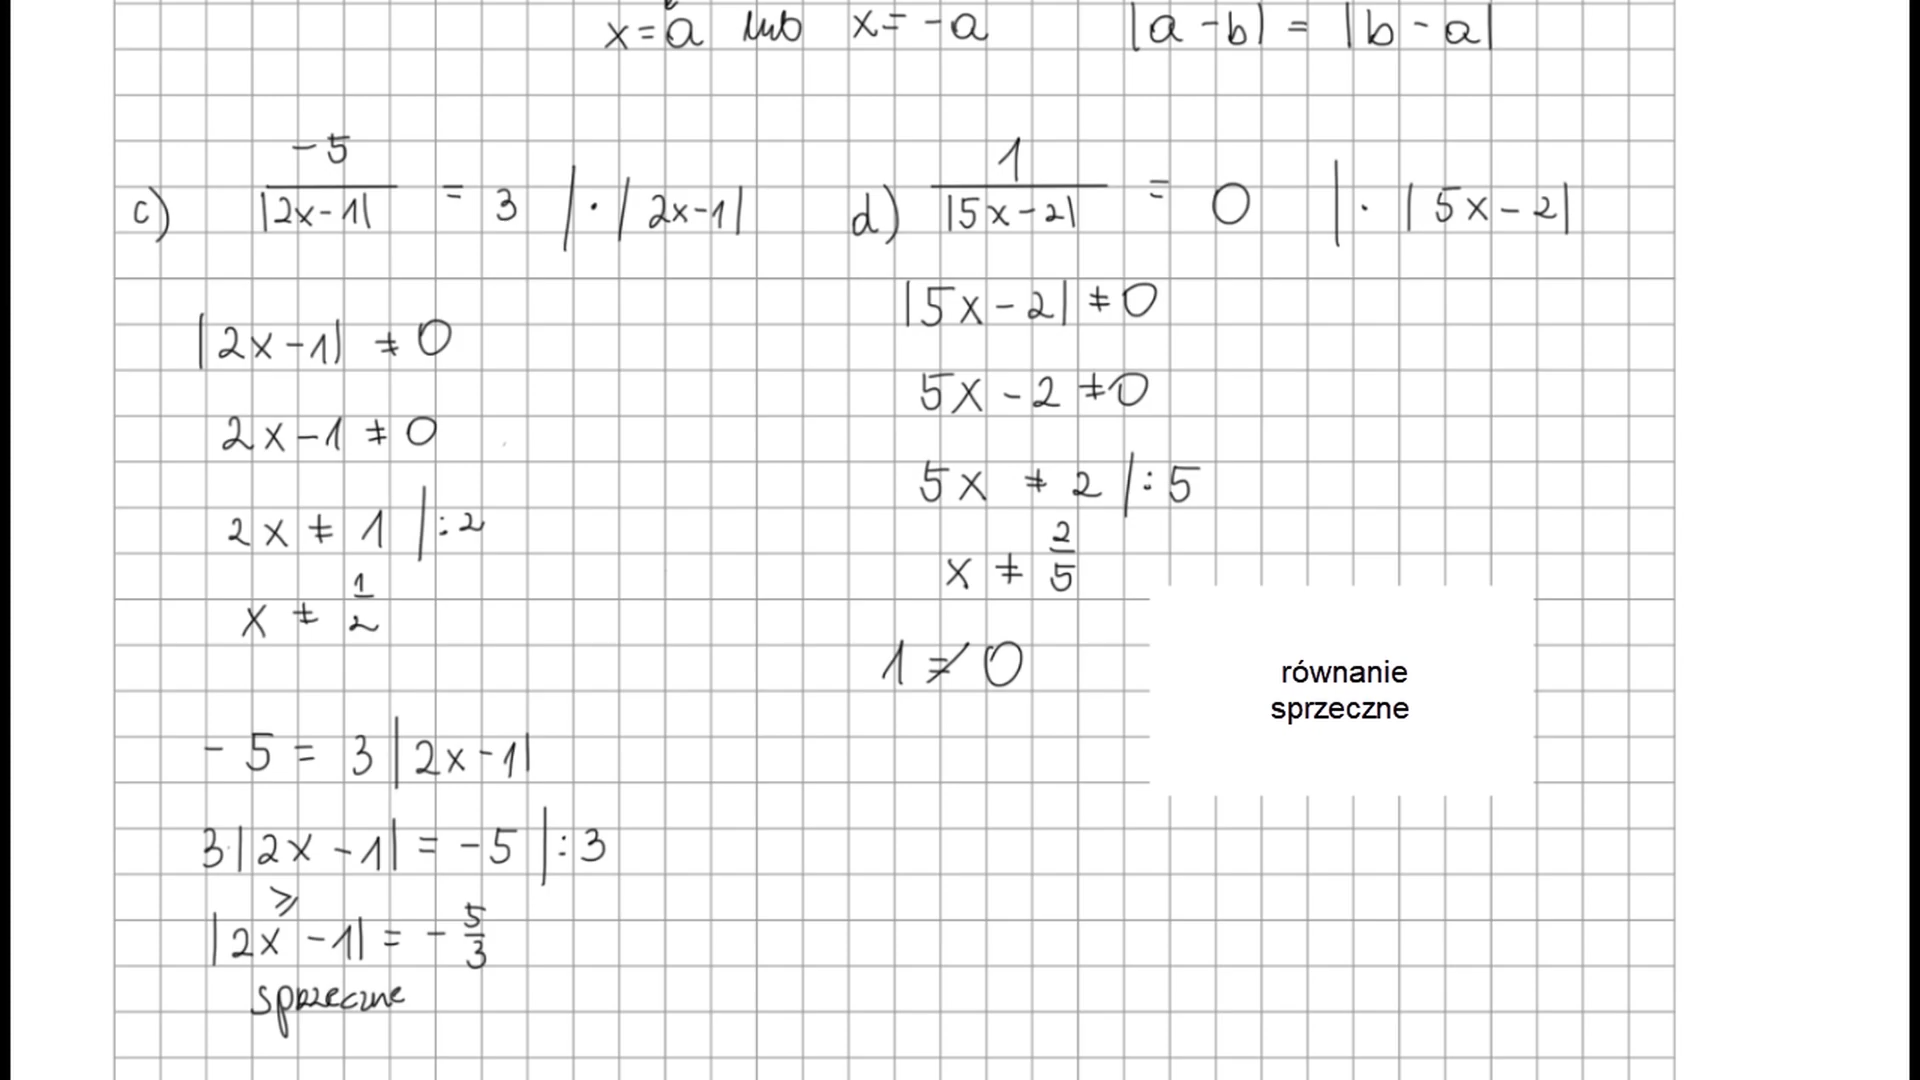 x = a lub x = -a |a - b| = |b - a|
c) -5/|2x-1| = 3 | · |2x-1|
|2x-1| ≠ 0
2x-1 ≠ 0
2x ≠ 1 |:2
x ≠ 1/2
-5 = 3|2x-1|
3·|2x-1| = -5 |:3
⩾
|2x-1| = -5/3
sprzeczne
d) 1/|5x-2| = 0 | · |5x-2|
|5x-2| ≠ 0
5x-2 ≠ 0
5x ≠ 2 |:5
x ≠ 2/5
1 ≠ 0
równanie
sprzeczne